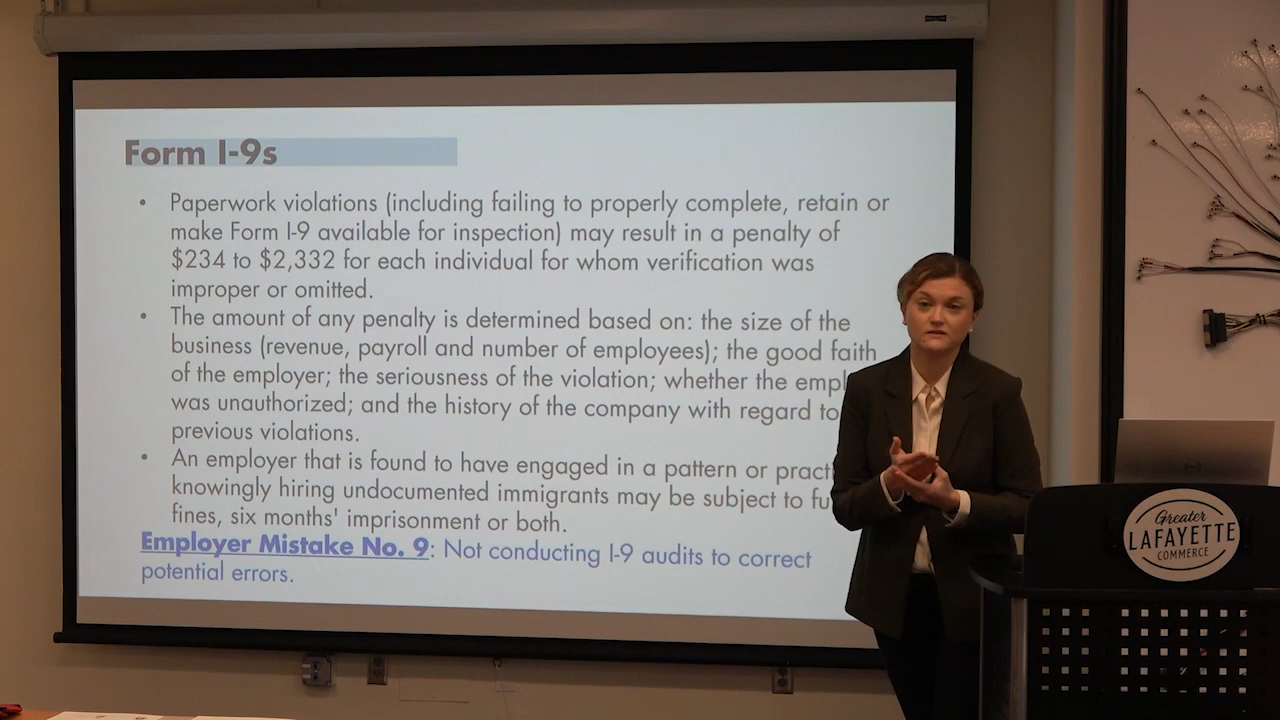 Form I-9s
• Paperwork violations (including failing to properly complete, retain or
make Form I-9 available for inspection) may result in a penalty of
$234 to $2,332 for each individual for whom verification was
improper or omitted.
• The amount of any penalty is determined based on: the size of the
business (revenue, payroll and number of employees); the good faith
of the employer; the seriousness of the violation; whether the empl
was unauthorized; and the history of the company with regard to
previous violations.
• An employer that is found to have engaged in a pattern or pract
knowingly hiring undocumented immigrants may be subject to fu
fines, six months' imprisonment or both.
Employer Mistake No. 9: Not conducting I-9 audits to correct
potential errors.
Greater
LAFAYETTE
COMMERCE